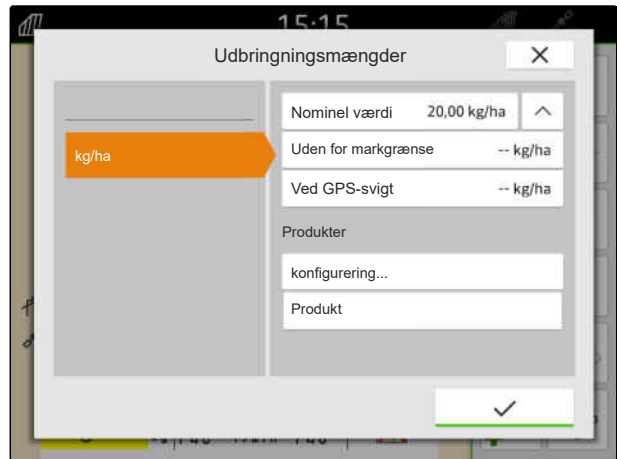 15:15
Udbringningsmængder
kg/ha
Nominel værdi 20,00 kg/ha
Uden for markgrænse -- kg/ha
Ved GPS-svigt -- kg/ha
Produkter
konfigurering...
Produkt